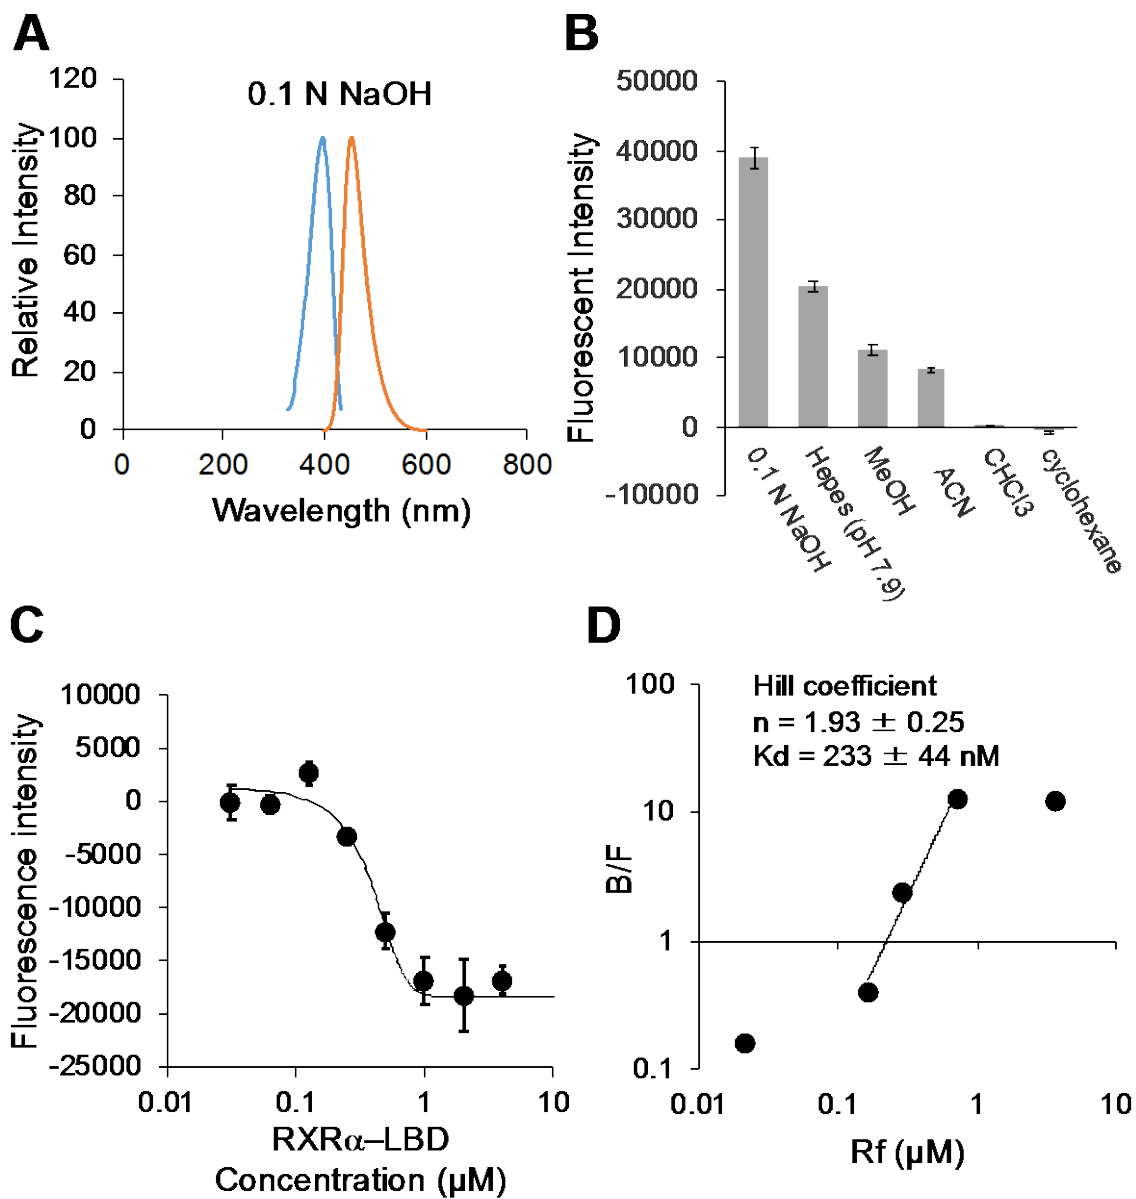 A
0.1 N NaOH
Relative Intensity
120
100
80
60
40
20
0
0 200 400 600 800
Wavelength (nm)
B
Fluorescent Intensity
50000
40000
30000
20000
10000
0
-10000
0.1 N NaOH
Hepes (pH 7.9)
MeOH
ACN
CHCl3
cyclohexane
C
Fluorescence intensity
10000
5000
0
-5000
-10000
-15000
-20000
-25000
0.01 0.1 1 10
RXRα–LBD
Concentration (μM)
D
Hill coefficient
n = 1.93 ± 0.25
Kd = 233 ± 44 nM
B/F
100
10
1
0.1
0.01 0.1 1 10
Rf (μM)